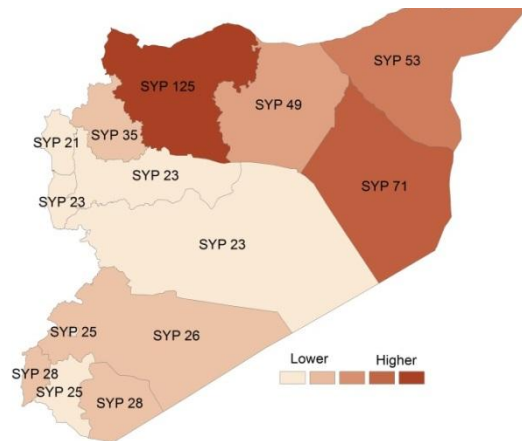 SYP 53
SYP 125
SYP 49
SYP 35
SYP 21
SYP 23
SYP 71
SYP 23
SYP 23
SYP 25
SYP 26
Lower Higher
SYP 28
SYP 25
SYP 28